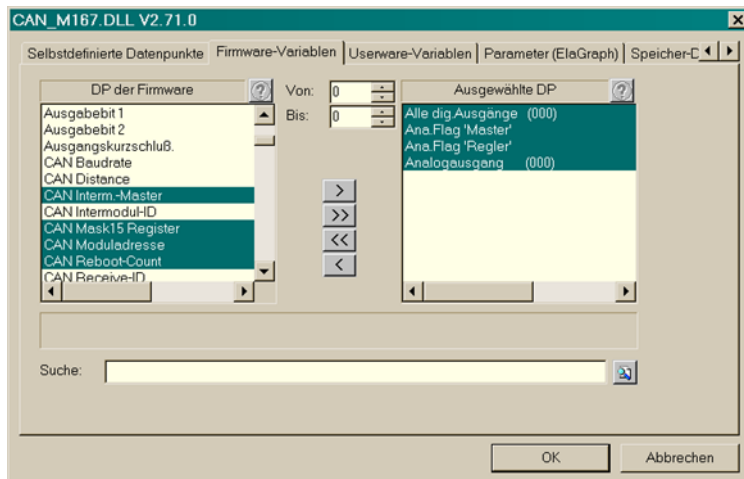 CAN_M167.DLL V2.71.0
Selbstdefinierte Datenpunkte Firmware-Variablen Userware-Variablen Parameter (ElaGraph) Speicher-D
DP der Firmware
Von: 0
Bis: 0
Ausgewählte DP
Ausgabebit 1
Ausgabebit 2
Ausgangskurzschluß.
CAN Baudrate
CAN Distance
CAN Interm.-Master
CAN Intermodul-ID
CAN Mask15 Register
CAN Moduladresse
CAN Reboot-Count
CAN Receive-ID
>
>>
<<
<
Alle dig.Ausgänge (000)
Ana.Flag 'Master'
Ana.Flag 'Regler'
Analogausgang (000)
Suche:
OK Abbrechen